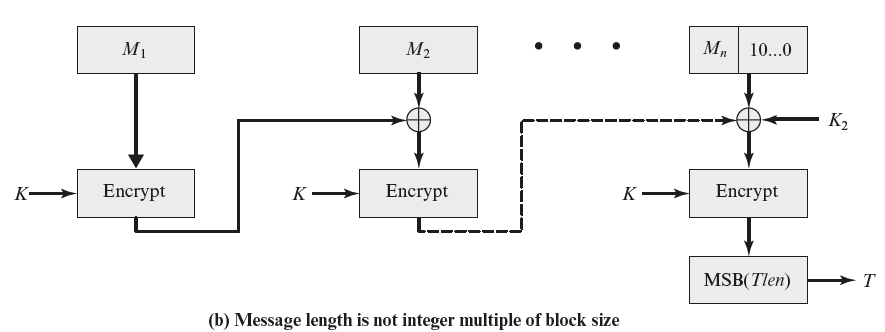 M1 M2 • • • Mn 10...0
K2
K Encrypt K Encrypt K Encrypt
MSB(Tlen) T
(b) Message length is not integer multiple of block size